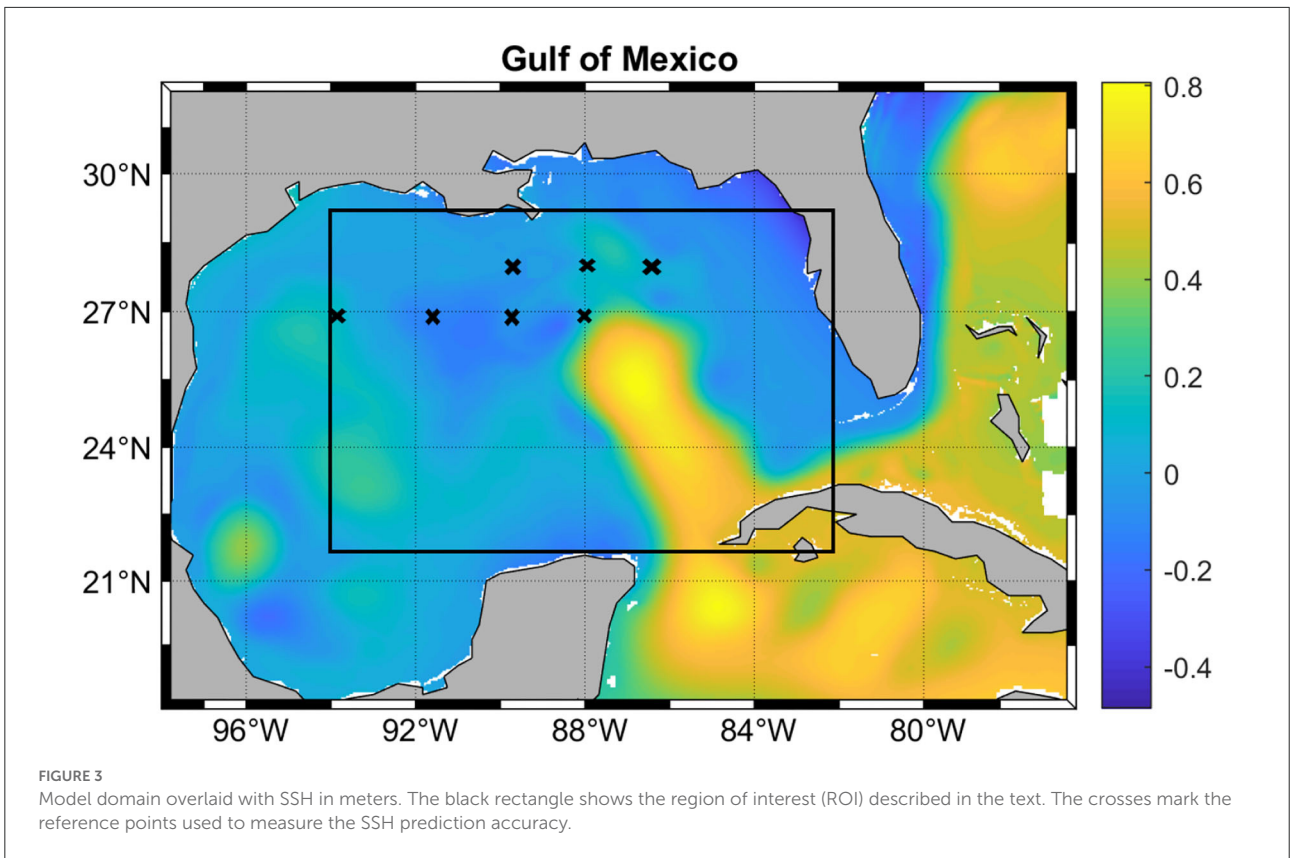 Gulf of Mexico
30°N
27°N
24°N
21°N
96°W
92°W
88°W
84°W
80°W
0.8
0.6
0.4
0.2
0
-0.2
-0.4
FIGURE 3
Model domain overlaid with SSH in meters. The black rectangle shows the region of interest (ROI) described in the text. The crosses mark the
reference points used to measure the SSH prediction accuracy.